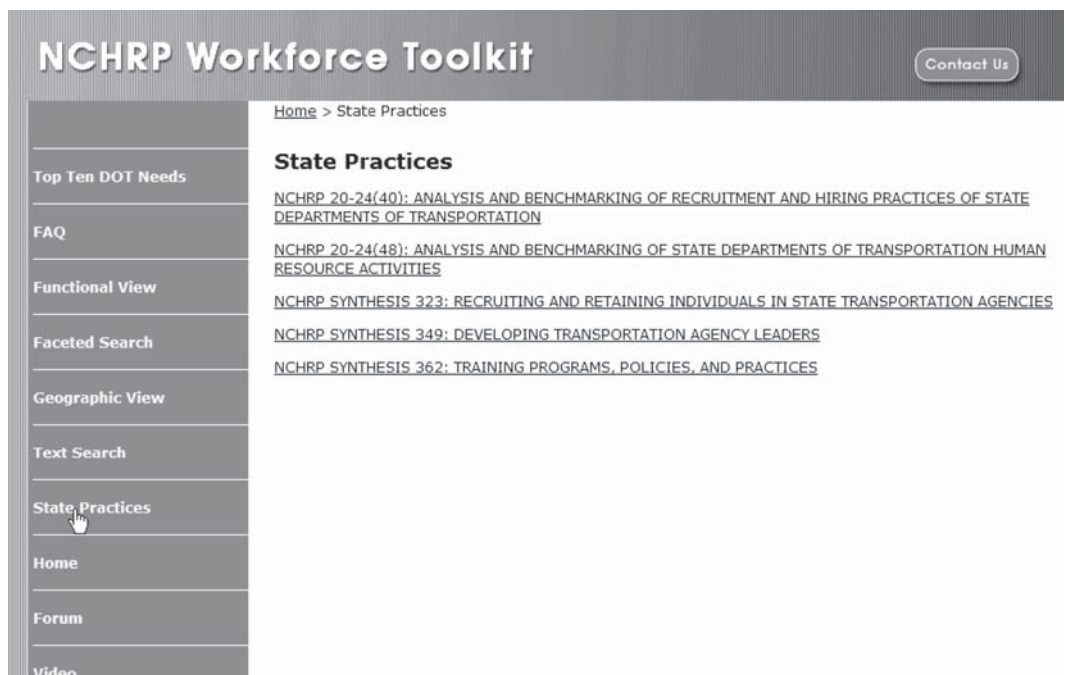 NCHRP Workforce Toolkit
Contact Us
Home > State Practices
State Practices
NCHRP 20-24(40): ANALYSIS AND BENCHMARKING OF RECRUITMENT AND HIRING PRACTICES OF STATE
DEPARTMENTS OF TRANSPORTATION
NCHRP 20-24(48): ANALYSIS AND BENCHMARKING OF STATE DEPARTMENTS OF TRANSPORTATION HUMAN
RESOURCE ACTIVITIES
NCHRP SYNTHESIS 323: RECRUITING AND RETAINING INDIVIDUALS IN STATE TRANSPORTATION AGENCIES
NCHRP SYNTHESIS 349: DEVELOPING TRANSPORTATION AGENCY LEADERS
NCHRP SYNTHESIS 362: TRAINING PROGRAMS, POLICIES, AND PRACTICES
Top Ten DOT Needs
FAQ
Functional View
Faceted Search
Geographic View
Text Search
State Practices
Home
Forum
Video